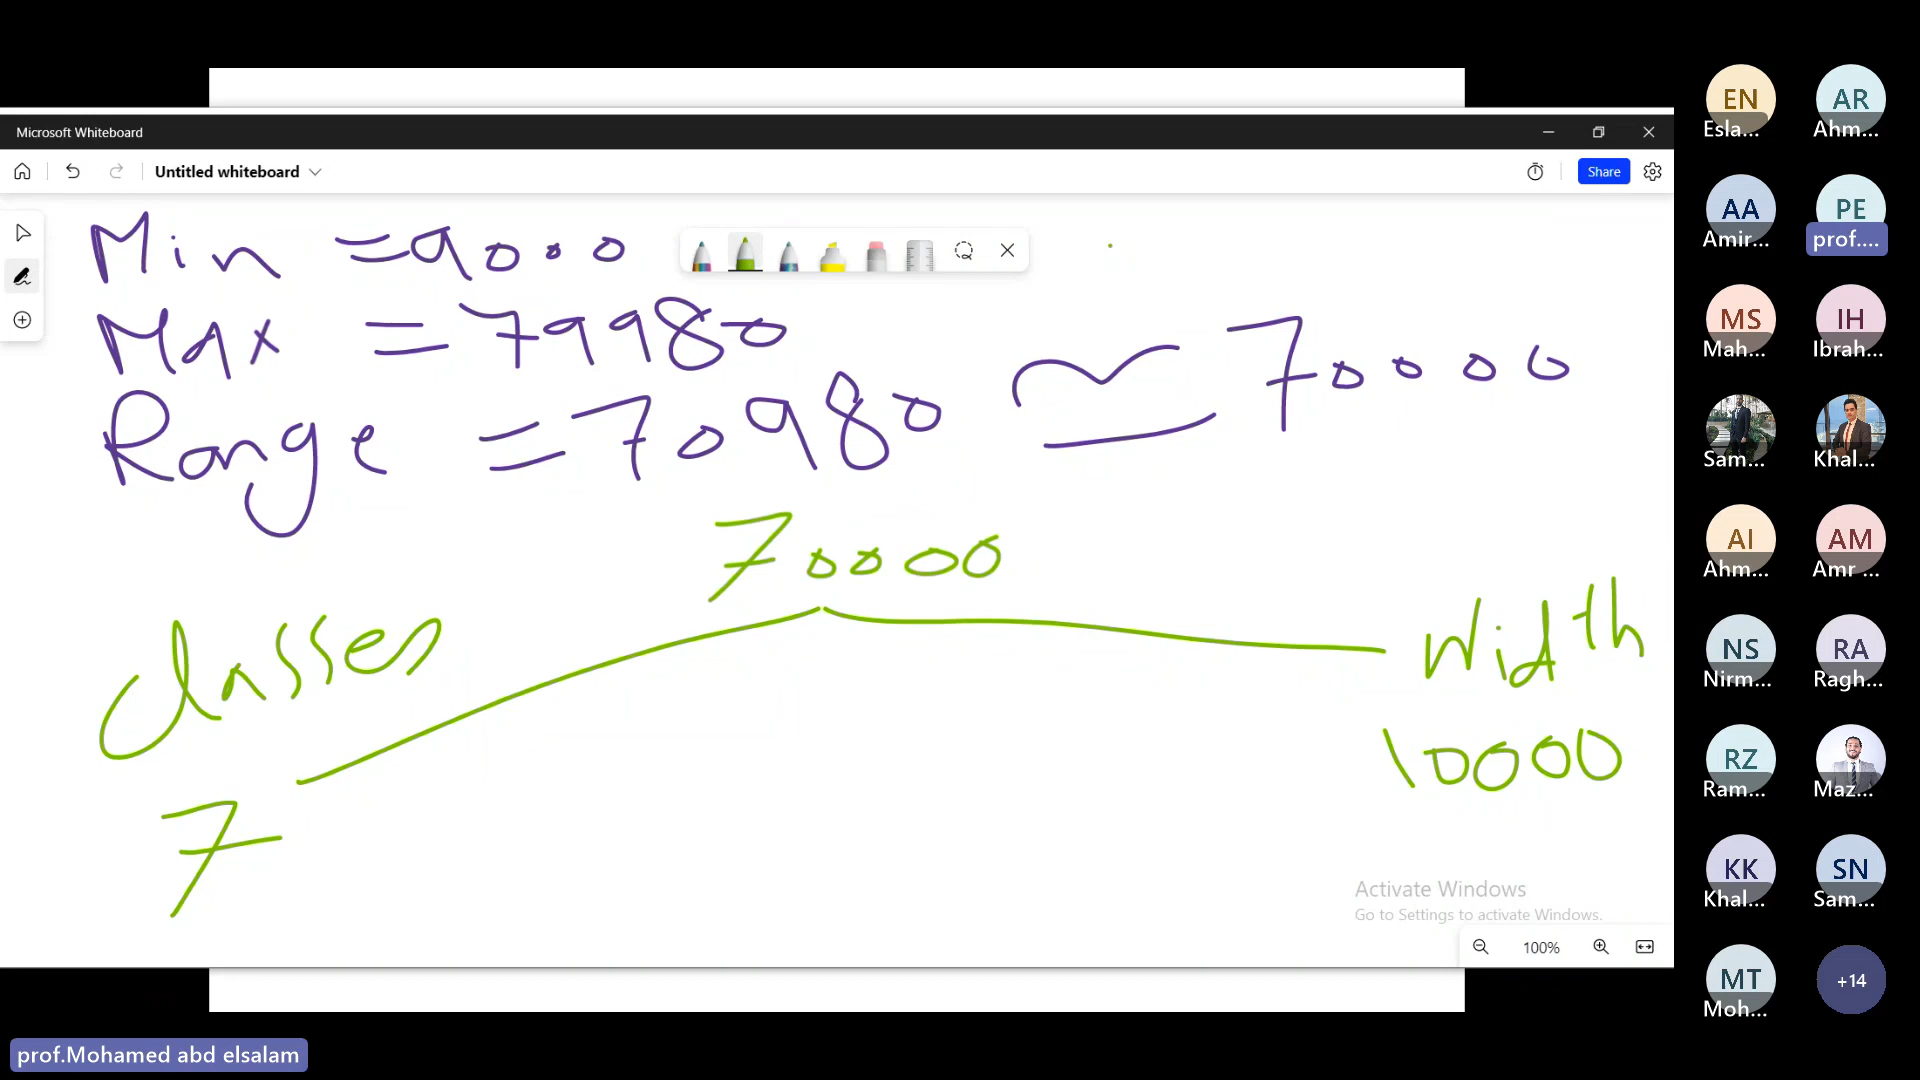 EN
Esla...
AR
Ahm...
Microsoft Whiteboard
Untitled whiteboard
Share
AA
Amir...
PE
prof....
Min = 9000
Max = 79980
Range = 70980 ≃ 70000
MS
Mah...
IH
Ibrah...
Sam...
Khal...
70000
classes
7
Width
10000
AI
Ahm...
AM
Amr ...
NS
Nirm...
RA
Ragh...
RZ
Ram...
Maz...
KK
Khal...
SN
Sam...
Activate Windows
Go to Settings to activate Windows.
100%
MT
Moh...
+14
prof.Mohamed abd elsalam